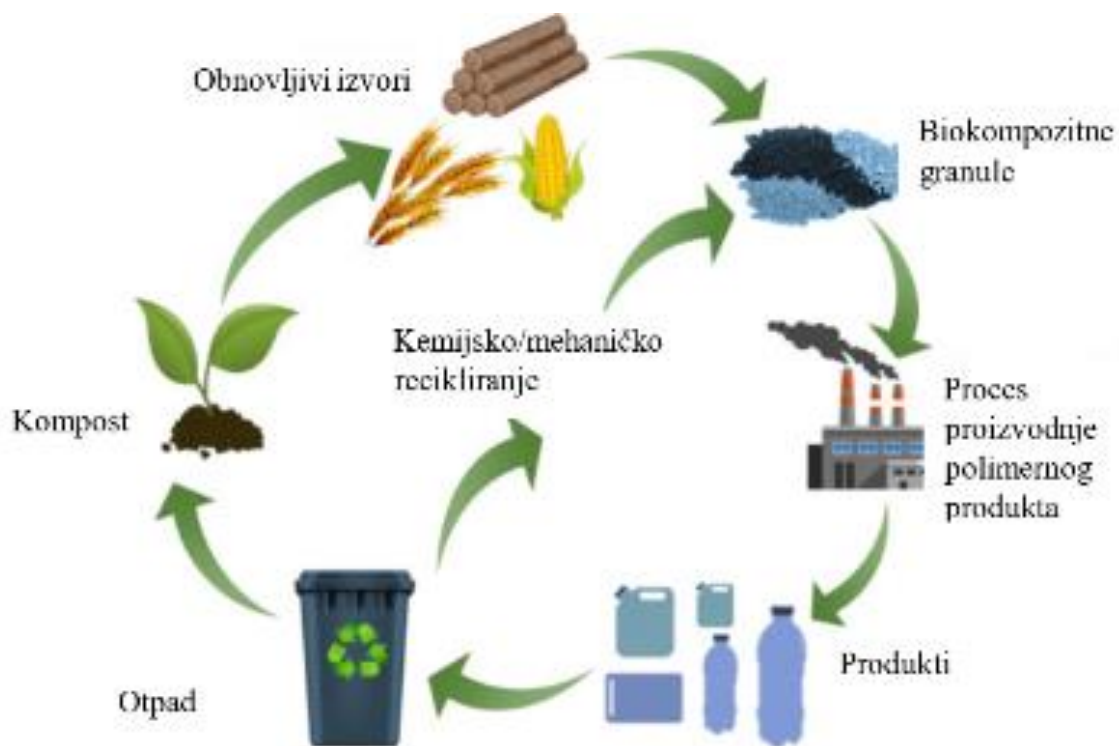 Obnovljivi izvori
Biokompozitne
granule
Kemijsko/mehaničko
recikliranje
Kompost
Proces
proizvodnje
polimernog
produkta
Produkti
Otpad